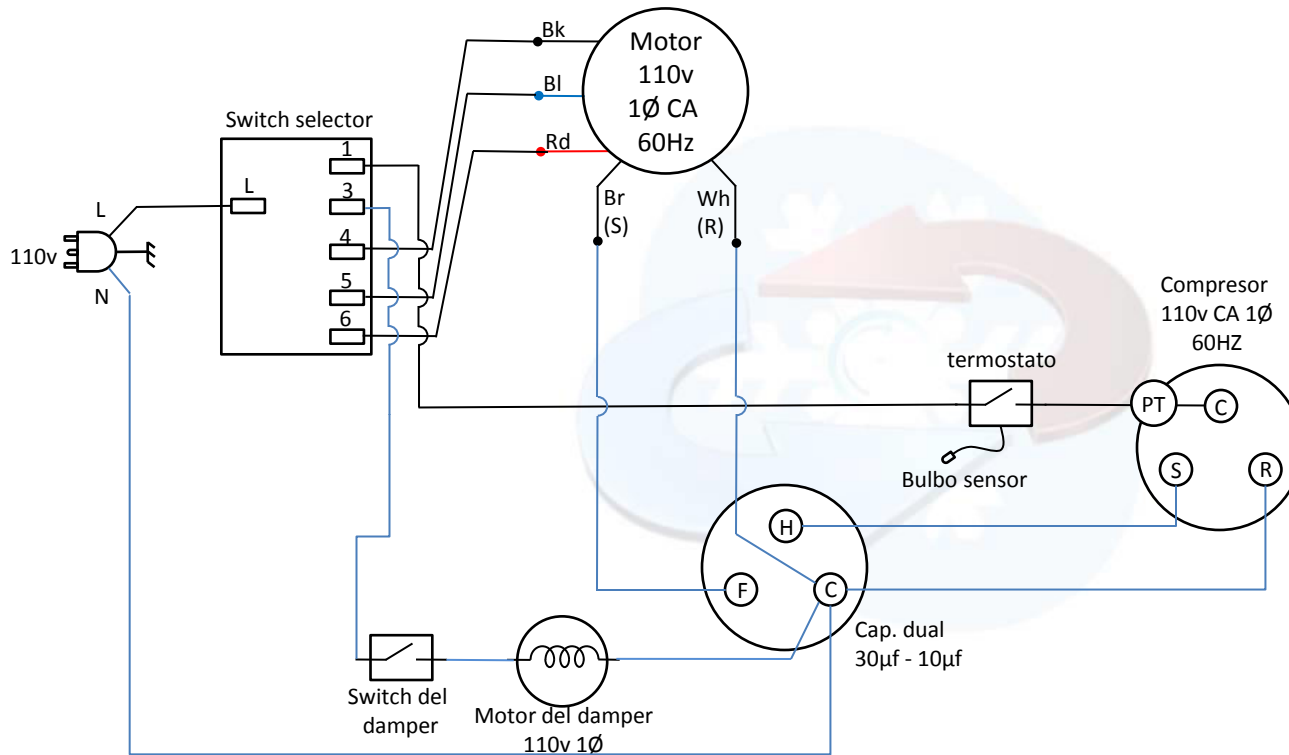 Bk
Motor
110v
1Ø CA
60Hz
Bl
Rd
Switch selector
1
3
4
5
6
L
L
110v
N
Br
(S)
Wh
(R)
Compresor
110v CA 1Ø
60HZ
termostato
PT
C
S
R
Bulbo sensor
H
F
C
Cap. dual
30µf - 10µf
Switch del
damper
Motor del damper
110v 1Ø